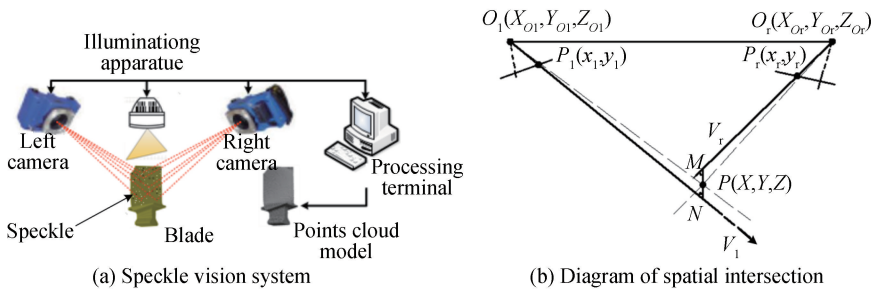 Illuminationg
apparatue
Left
camera
Right
camera
Processing
terminal
Speckle
Blade
Points cloud
model
(a) Speckle vision system
O1(XO1,YO1,ZO1)
Or(XOr,YOr,ZOr)
P1(x1,y1)
Pr(xr,yr)
Vr
M
P(X,Y,Z)
N
V1
(b) Diagram of spatial intersection